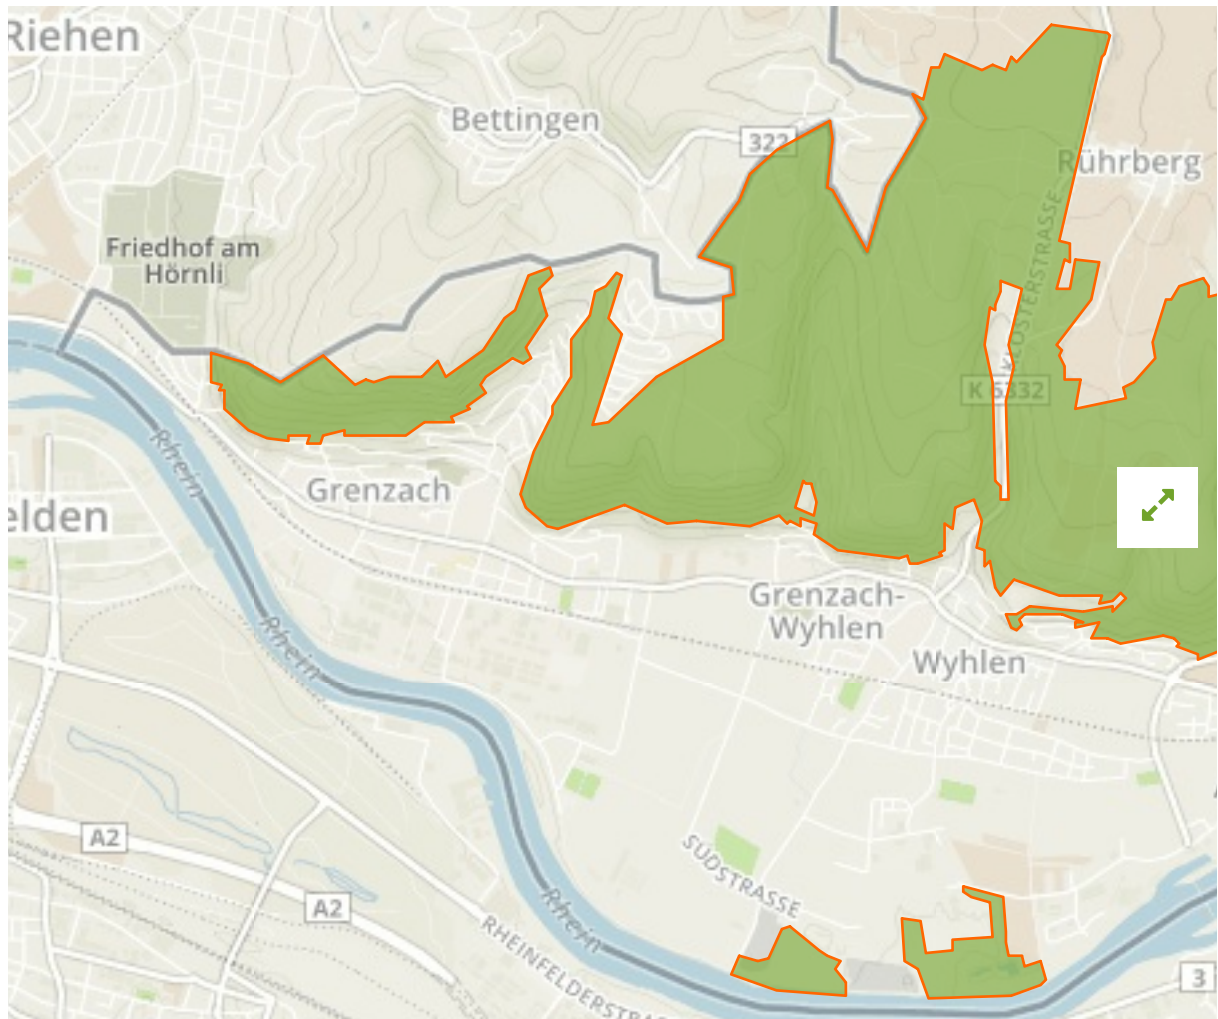 Riehen
Bettingen
322
Rührberg
Friedhof am
Hörnli
KLOSTERSTRASSE
K 6332
Rhein
Grenzach
elden
Grenzach-
Wyhlen
Rhein
Wyhlen
A2
SÜDSTRASSE
A2
Rhein
RHEINFELDERSTRA
3